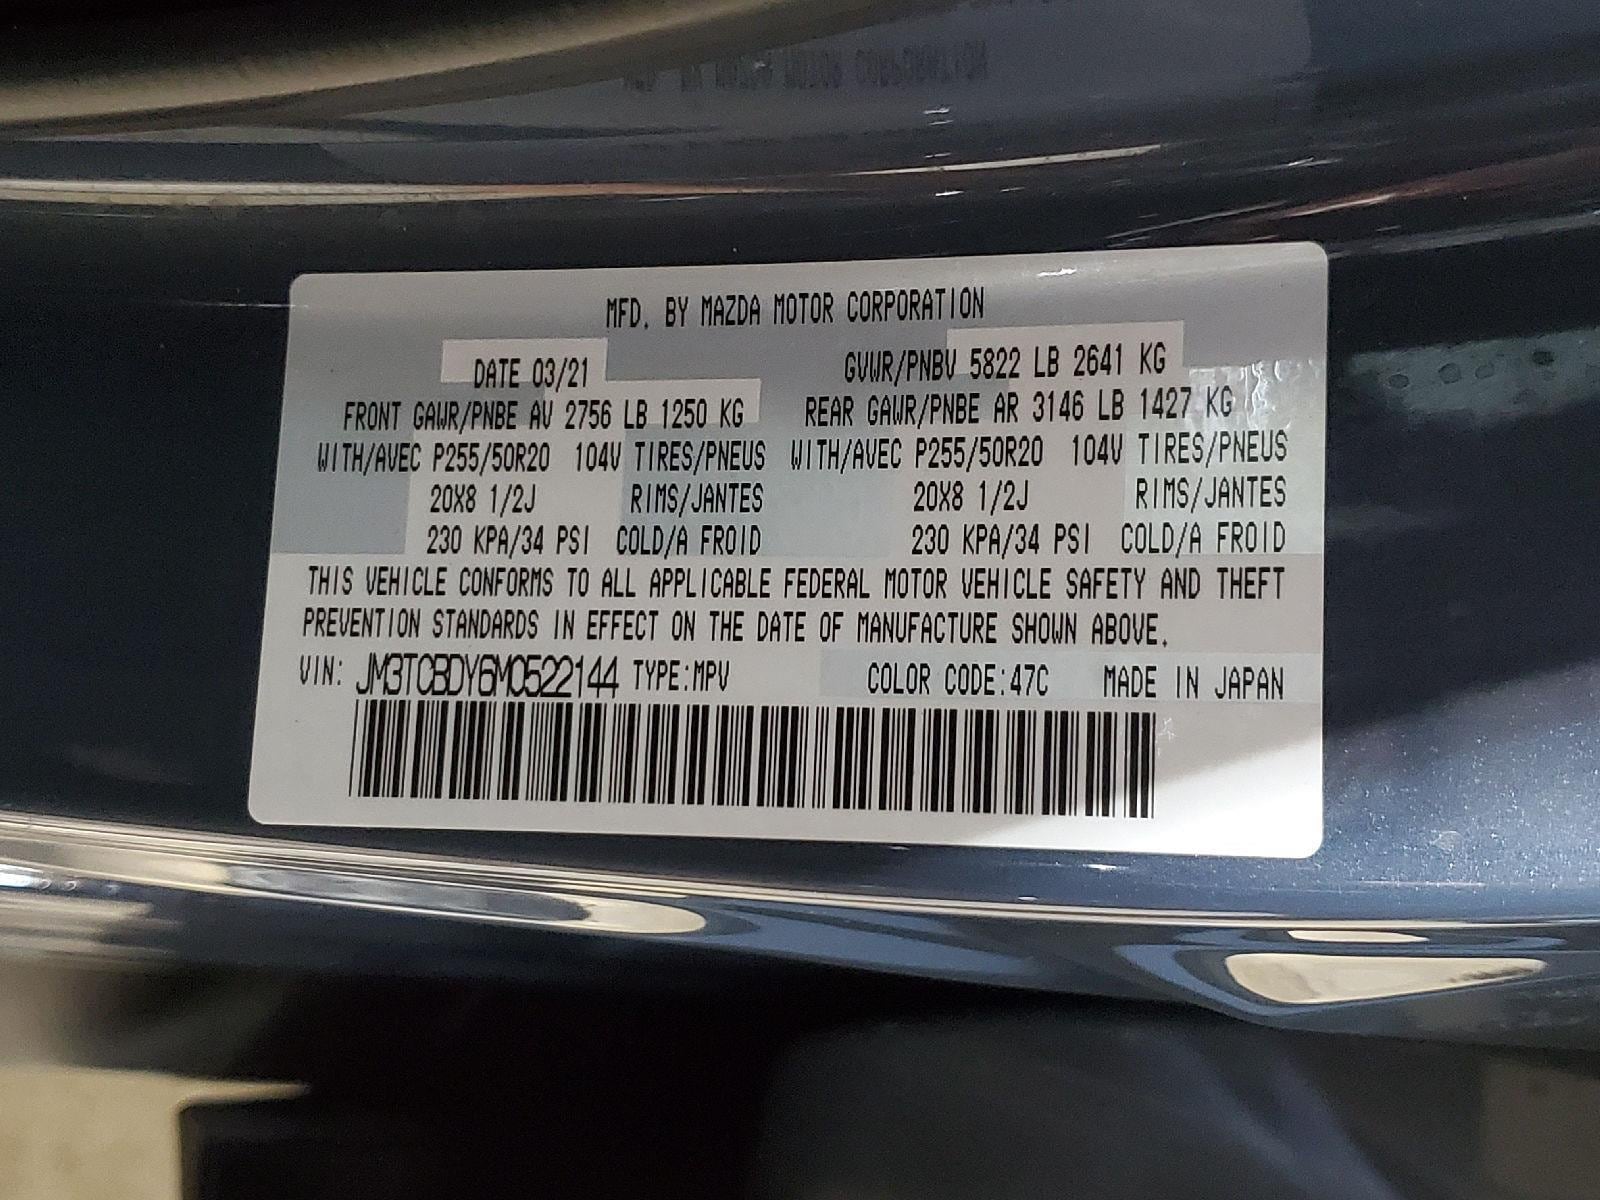 MFD. BY MAZDA MOTOR CORPORATION
DATE 03/21 GVWR/PNBV 5822 LB 2641 KG
FRONT GAWR/PNBE AV 2756 LB 1250 KG REAR GAWR/PNBE AR 3146 LB 1427 KG
WITH/AVEC P255/50R20 104V TIRES/PNEUS WITH/AVEC P255/50R20 104V TIRES/PNEUS
20X8 1/2J RIMS/JANTES 20X8 1/2J RIMS/JANTES
230 KPA/34 PSI COLD/A FROID 230 KPA/34 PSI COLD/A FROID
THIS VEHICLE CONFORMS TO ALL APPLICABLE FEDERAL MOTOR VEHICLE SAFETY AND THEFT
PREVENTION STANDARDS IN EFFECT ON THE DATE OF MANUFACTURE SHOWN ABOVE.
VIN: JM3TCBDY6M0522144 TYPE:MPV COLOR CODE:47C MADE IN JAPAN